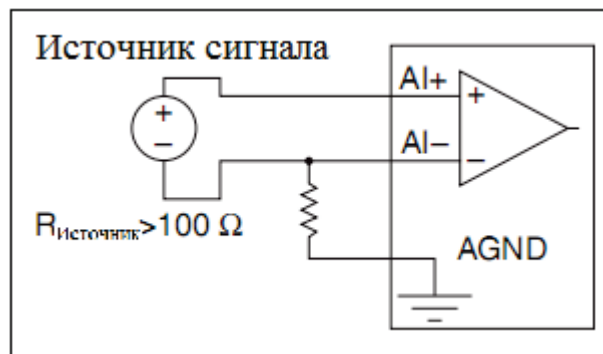 Источник сигнала
AI+
+
+
−
AI−
−
RИсточник>100 Ω
AGND